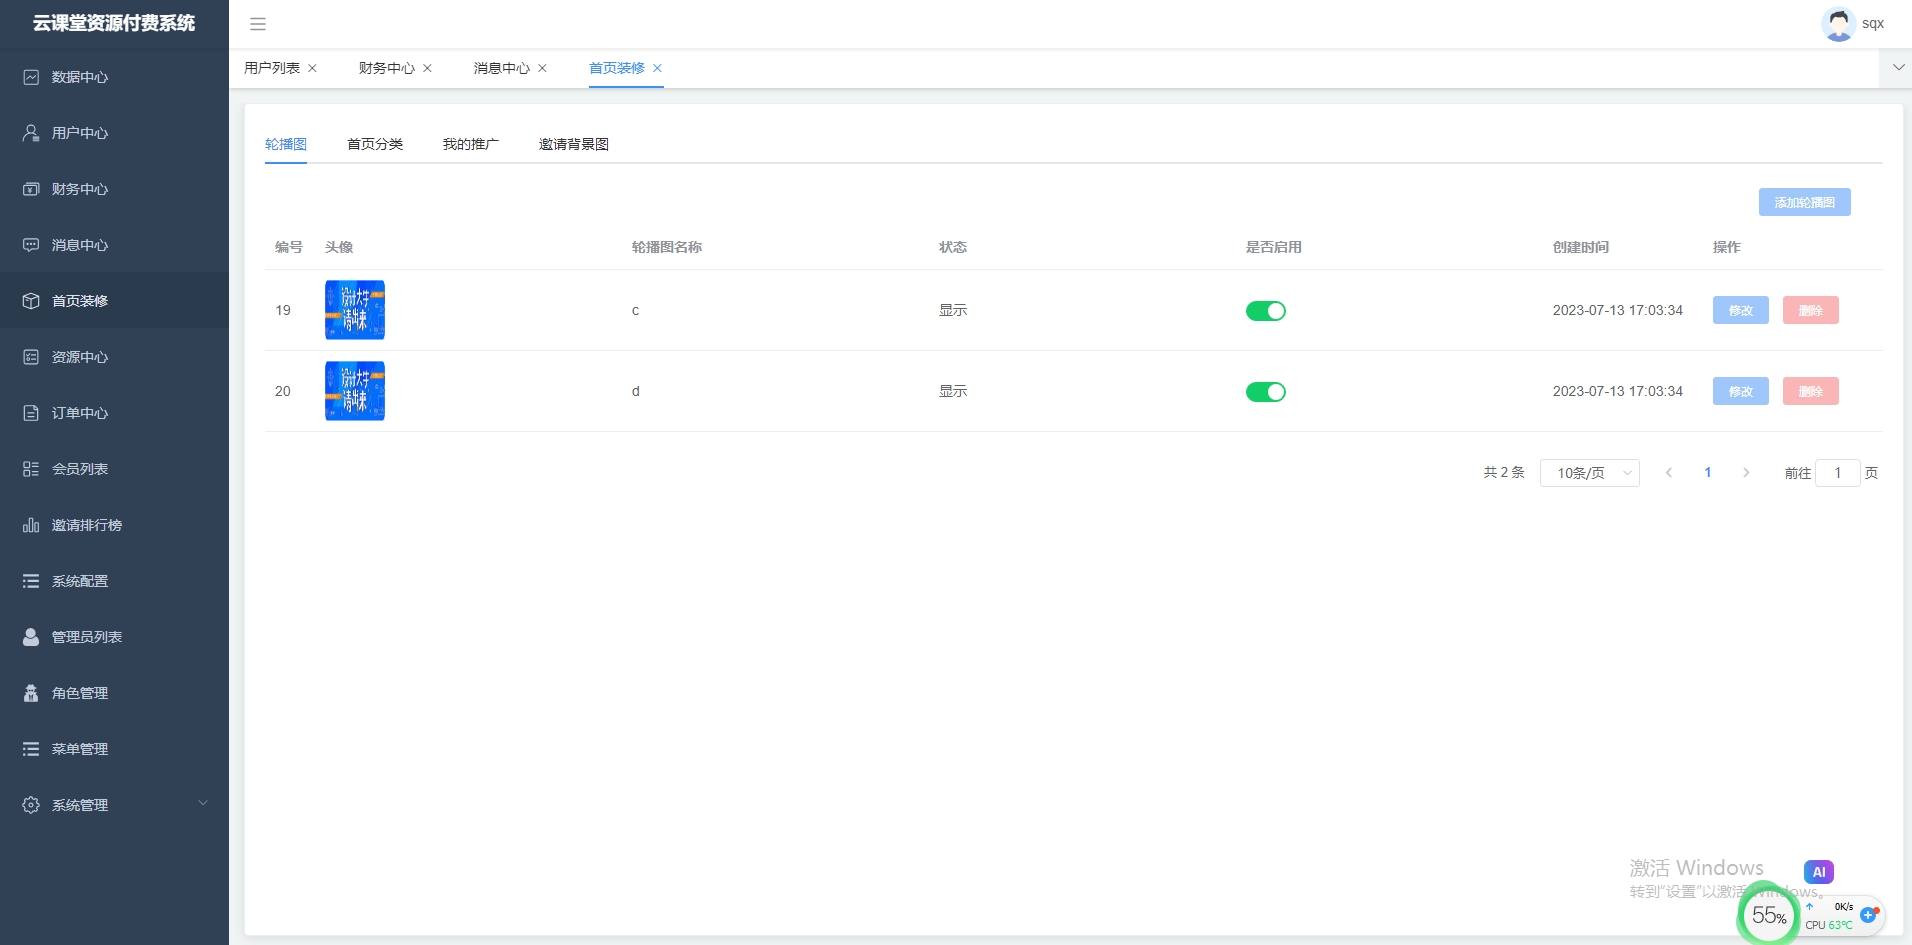 云课堂资源付费系统
sqx
用户列表
财务中心
消息中心
首页装修
数据中心
用户中心
财务中心
消息中心
首页装修
资源中心
订单中心
会员列表
邀请排行榜
系统配置
管理员列表
角色管理
菜单管理
系统管理
轮播图
首页分类
我的推广
邀请背景图
添加轮播图
编号 头像 轮播图名称 状态 是否启用 创建时间 操作
19 c 显示 2023-07-13 17:03:34 修改 删除
20 d 显示 2023-07-13 17:03:34 修改 删除
共 2 条 10条/页 1 前往 1 页
激活 Windows
转到“设置”以激活 Windows。
AI
55%
0K/s
CPU 63℃